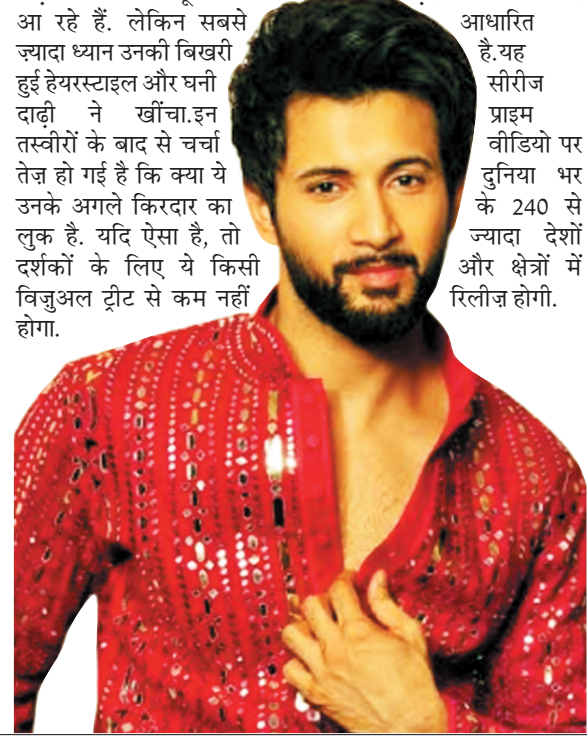 आ रहे हैं. लेकिन सबसे
ज़्यादा ध्यान उनकी बिखरी
हुई हेयरस्टाइल और घनी
दाढ़ी ने खींचा.इन
तस्वीरों के बाद से चर्चा
तेज़ हो गई है कि क्या ये
उनके अगले किरदार का
लुक है. यदि ऐसा है, तो
दर्शकों के लिए ये किसी
विज़ुअल ट्रीट से कम नहीं
होगा.
आधारित
है.यह
सीरीज
प्राइम
वीडियो पर
दुनिया भर
के 240 से
ज्यादा देशों
और क्षेत्रों में
रिलीज़ होगी.